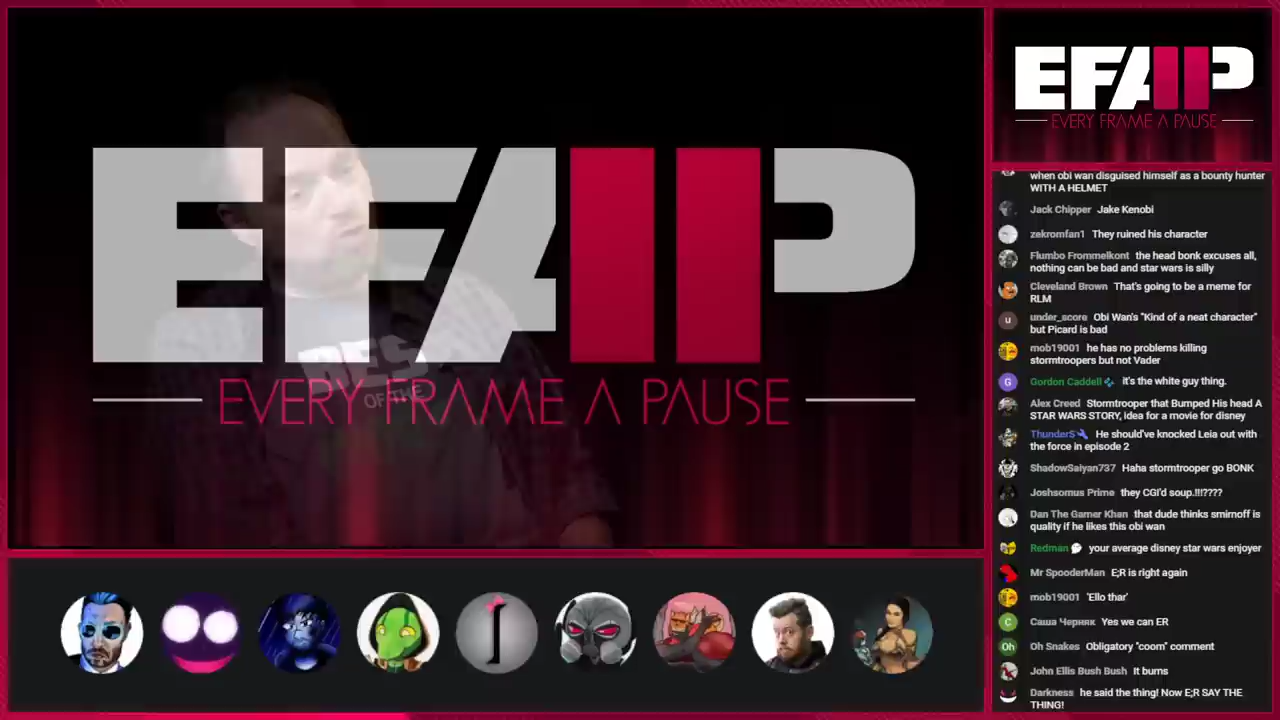 EFAP
EVERY FRAME A PAUSE
OF THE
EFAP
EVERY FRAME A PAUSE
when obi wan disguised himself as a bounty hunter
WITH A HELMET
Jack Chipper Jake Kenobi
zekromfan1 They ruined his character
Flumbo Frommelkont the head bonk excuses all,
nothing can be bad and star wars is silly
Cleveland Brown That's going to be a meme for
RLM
u under_score Obi Wan's "Kind of a neat character"
but Picard is bad
mob19001 he has no problems killing
stormtroopers but not Vader
G Gordon Caddell it's the white guy thing.
Alex Creed Stormtrooper that Bumped His head A
STAR WARS STORY, idea for a movie for disney
ThunderS He should've knocked Leia out with
the force in episode 2
ShadowSaiyan737 Haha stormtrooper go BONK
Joshsomus Prime they CGI'd soup.!!!????
Dan The Gamer Khan that dude thinks smirnoff is
quality if he likes this obi wan
Redman your average disney star wars enjoyer
Mr SpooderMan E;R is right again
mob19001 'Ello thar'
C Саша Черняк Yes we can ER
Oh Oh Snakes Obligatory "coom" comment
John Ellis Bush Bush It burns
Darkness he said the thing! Now E;R SAY THE
THING!